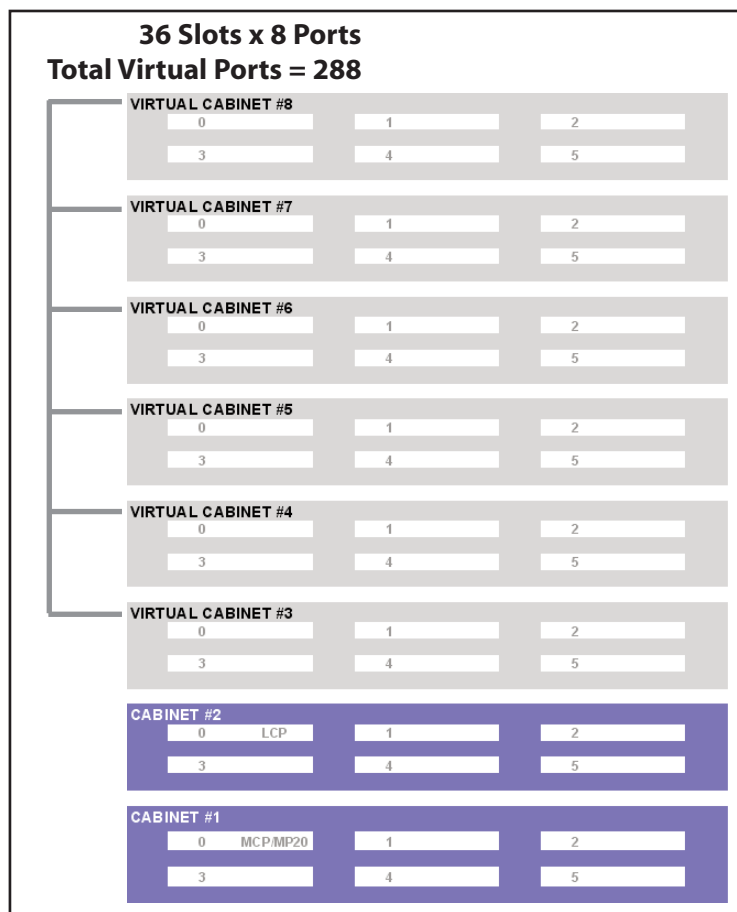 36 Slots x 8 Ports
Total Virtual Ports = 288
VIRTUAL CABINET #8
0 1 2
3 4 5
VIRTUAL CABINET #7
0 1 2
3 4 5
VIRTUAL CABINET #6
0 1 2
3 4 5
VIRTUAL CABINET #5
0 1 2
3 4 5
VIRTUAL CABINET #4
0 1 2
3 4 5
VIRTUAL CABINET #3
0 1 2
3 4 5
CABINET #2
0 LCP 1 2
3 4 5
CABINET #1
0 MCP/MP20 1 2
3 4 5